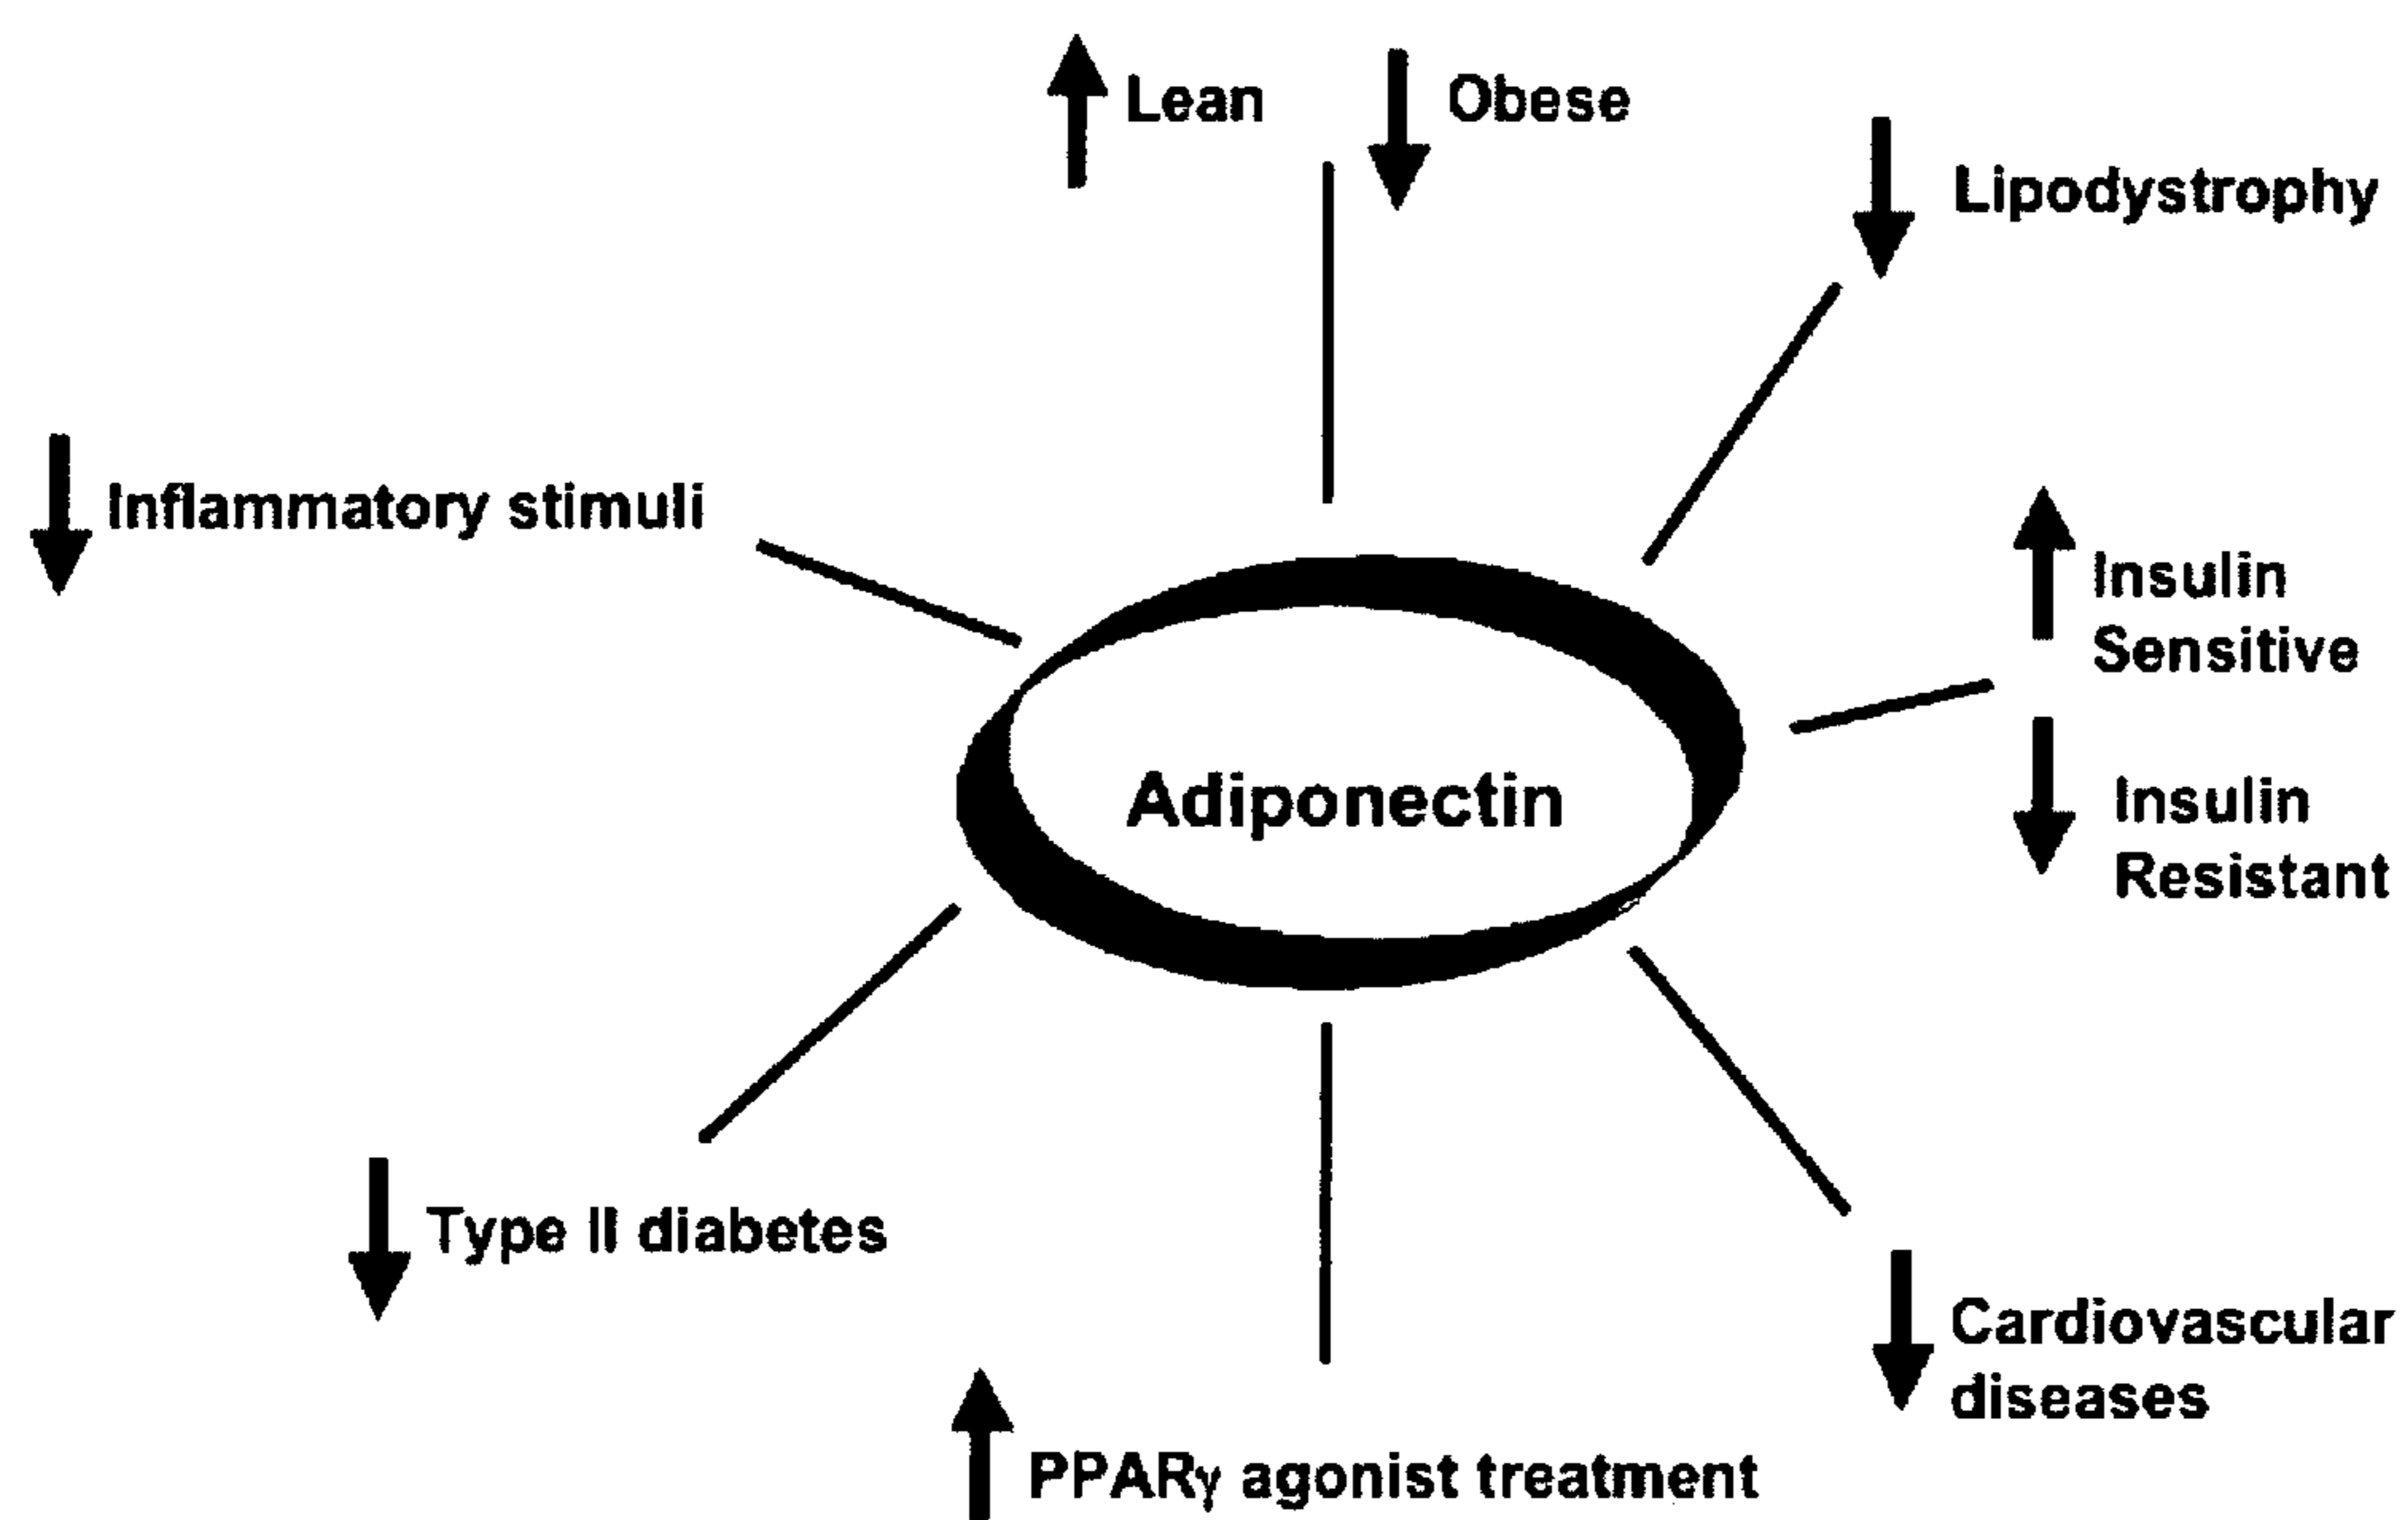 Lean
Obese
Lipodystrophy
Inflammatory stimuli
Insulin
Sensitive
Adiponectin
Insulin
Resistant
Type II diabetes
Cardiovascular
diseases
PPARγ agonist treatment